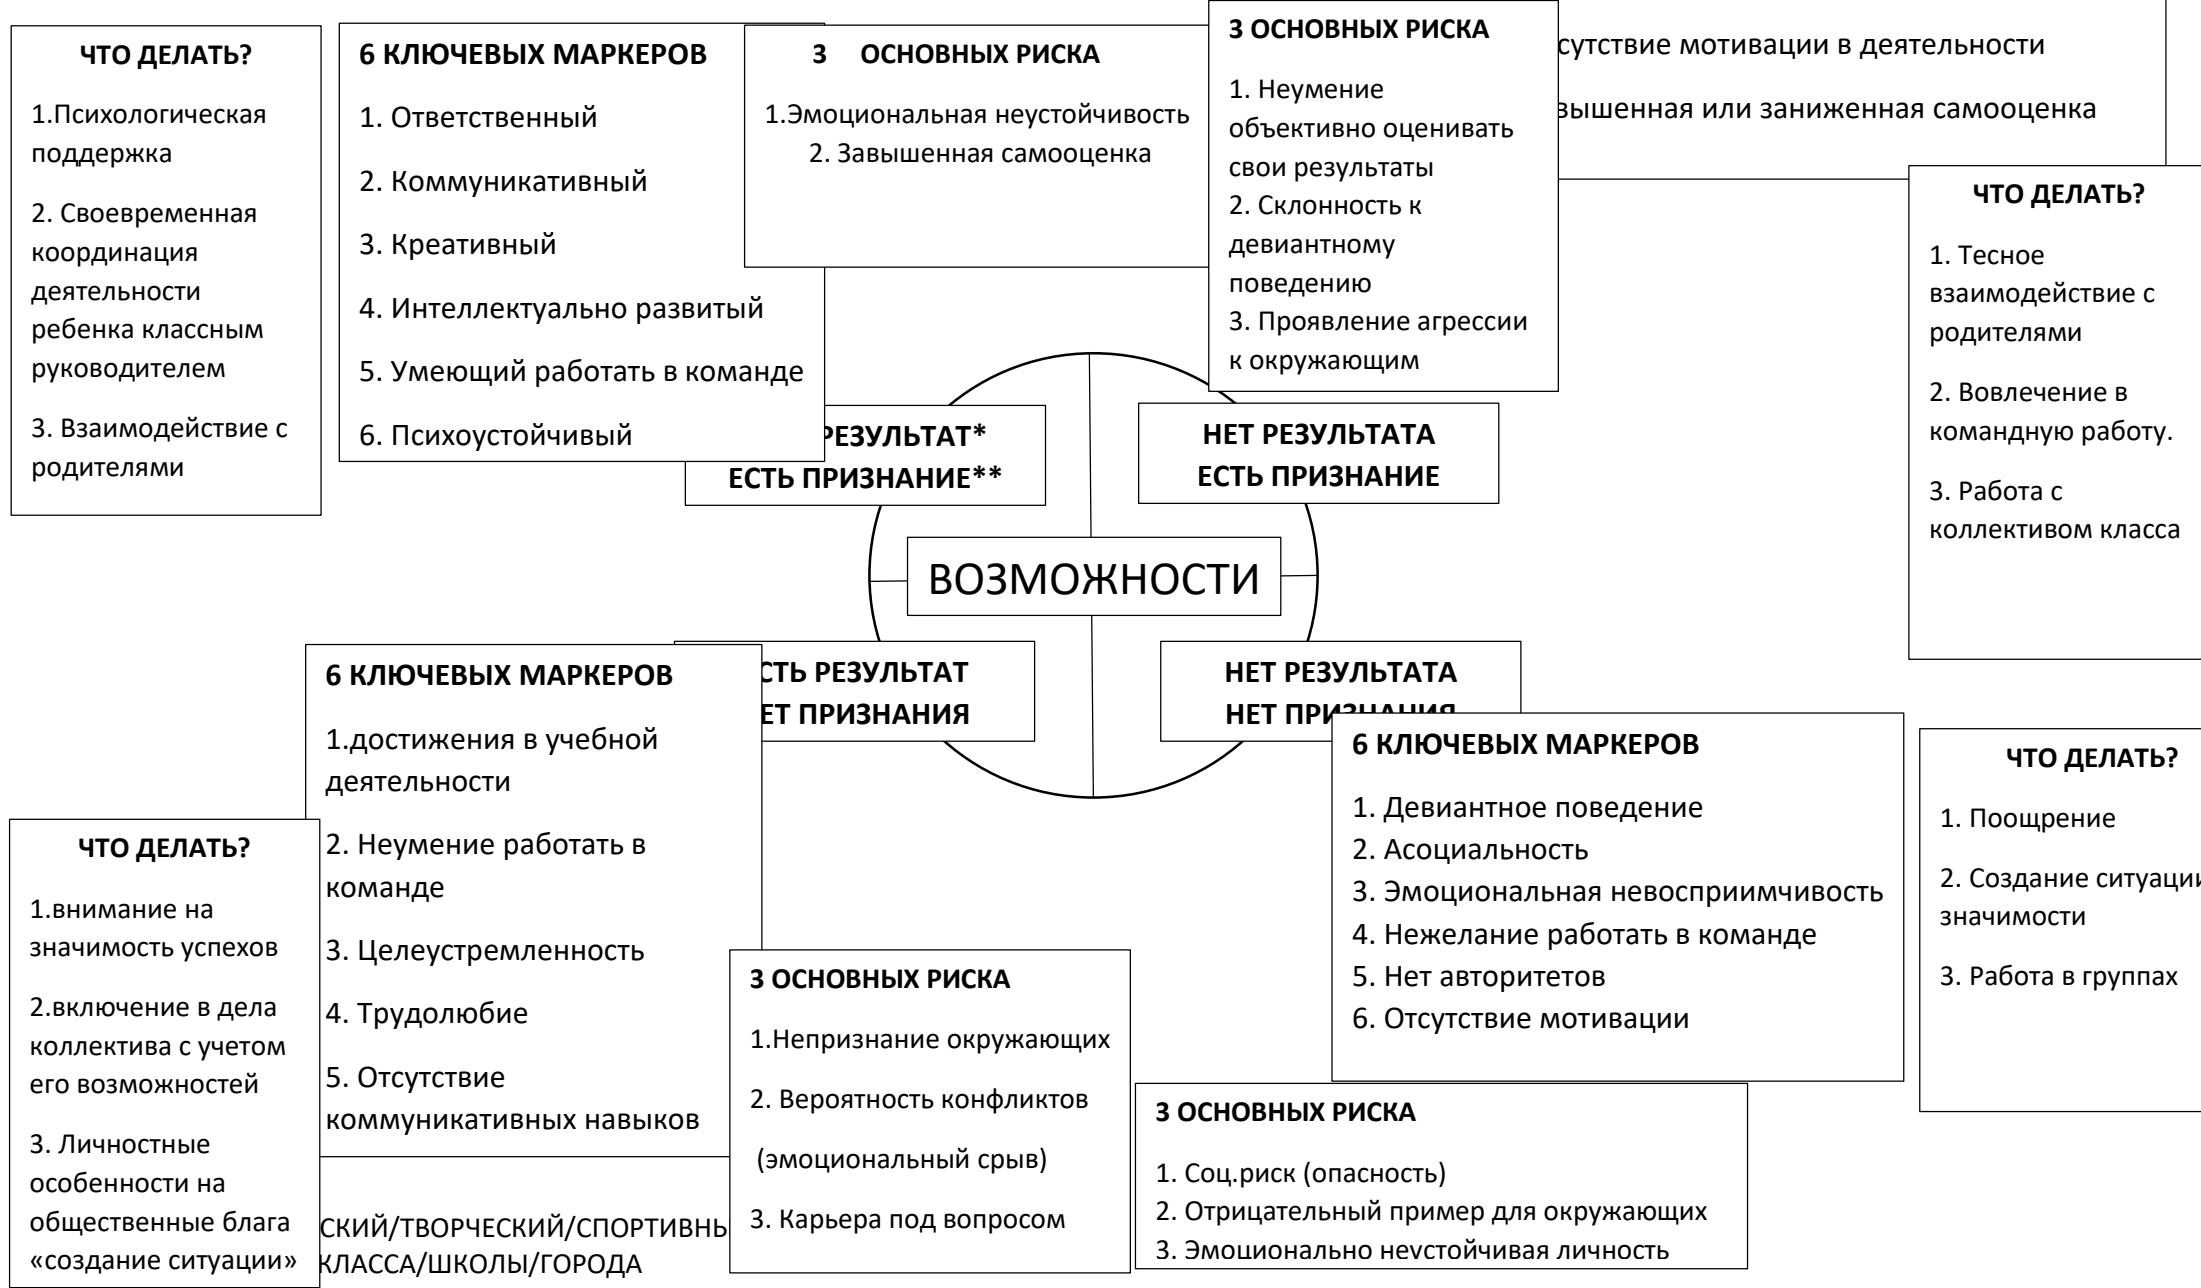 ЧТО ДЕЛАТЬ?
1.Психологическая
поддержка
2. Своевременная
координация
деятельности
ребенка классным
руководителем
3. Взаимодействие с
родителями
6 КЛЮЧЕВЫХ МАРКЕРОВ
1. Ответственный
2. Коммуникативный
3. Креативный
4. Интеллектуально развитый
5. Умеющий работать в команде
6. Психоустойчивый
3 ОСНОВНЫХ РИСКА
1.Эмоциональная неустойчивость
2. Завышенная самооценка
3 ОСНОВНЫХ РИСКА
1. Неумение
объективно оценивать
свои результаты
2. Склонность к
девиантному
поведению
3. Проявление агрессии
к окружающим
сутствие мотивации в деятельности
вышенная или заниженная самооценка
ЧТО ДЕЛАТЬ?
1. Тесное
взаимодействие с
родителями
2. Вовлечение в
командную работу.
3. Работа с
коллективом класса
РЕЗУЛЬТАТ*
ЕСТЬ ПРИЗНАНИЕ**
НЕТ РЕЗУЛЬТАТА
ЕСТЬ ПРИЗНАНИЕ
ВОЗМОЖНОСТИ
СТЬ РЕЗУЛЬТАТ
ЕТ ПРИЗНАНИЯ
НЕТ РЕЗУЛЬТАТА
НЕТ ПРИЗНАНИЯ
6 КЛЮЧЕВЫХ МАРКЕРОВ
1.достижения в учебной
деятельности
2. Неумение работать в
команде
3. Целеустремленность
4. Трудолюбие
5. Отсутствие
коммуникативных навыков
ЧТО ДЕЛАТЬ?
1.внимание на
значимость успехов
2.включение в дела
коллектива с учетом
его возможностей
3. Личностные
особенности на
общественные блага
«создание ситуации»
СКИЙ/ТВОРЧЕСКИЙ/СПОРТИВНЫ
КЛАССА/ШКОЛЫ/ГОРОДА
3 ОСНОВНЫХ РИСКА
1.Непризнание окружающих
2. Вероятность конфликтов
(эмоциональный срыв)
3. Карьера под вопросом
6 КЛЮЧЕВЫХ МАРКЕРОВ
1. Девиантное поведение
2. Асоциальность
3. Эмоциональная невосприимчивость
4. Нежелание работать в команде
5. Нет авторитетов
6. Отсутствие мотивации
3 ОСНОВНЫХ РИСКА
1. Соц.риск (опасность)
2. Отрицательный пример для окружающих
3. Эмоционально неустойчивая личность
ЧТО ДЕЛАТЬ?
1. Поощрение
2. Создание ситуации
значимости
3. Работа в группах